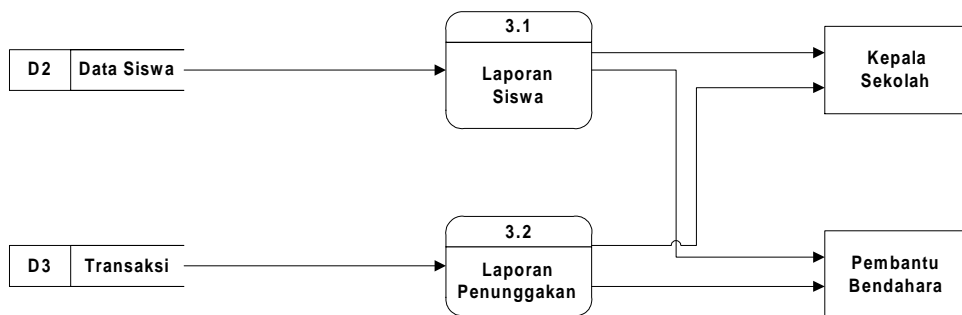 3.1
D2 Data Siswa
Laporan
Siswa
Kepala
Sekolah
3.2
D3 Transaksi
Laporan
Penunggakan
Pembantu
Bendahara